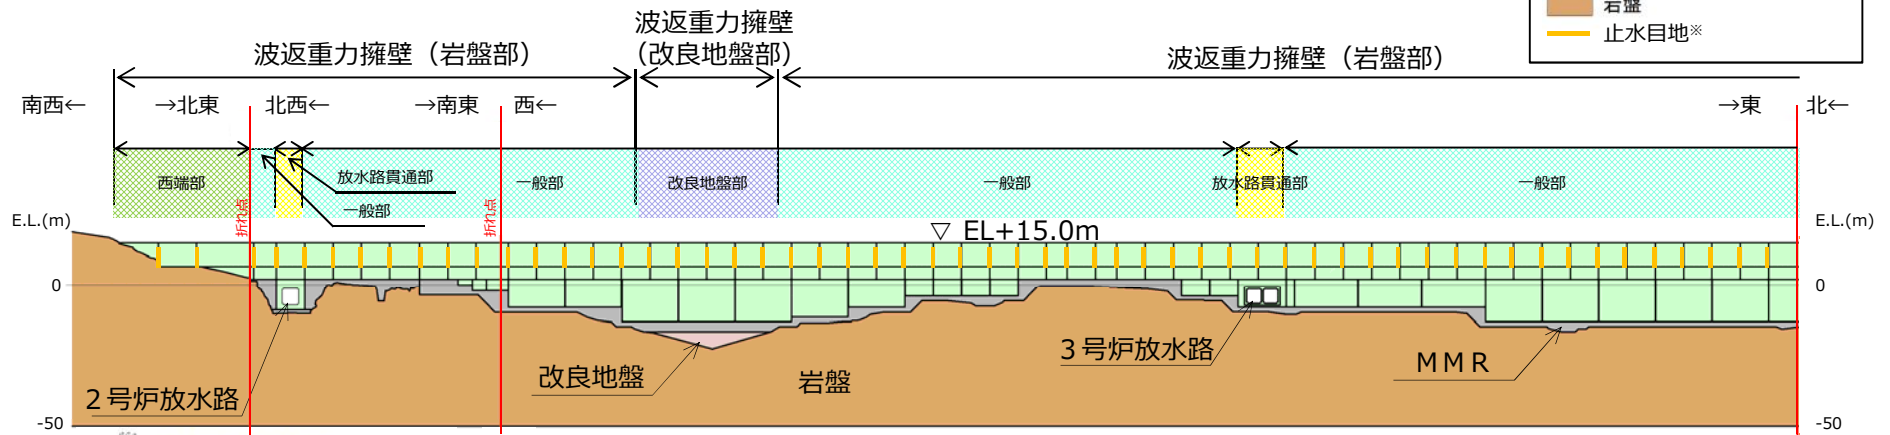 岩盤
止水目地※
波返重力擁壁（岩盤部）
波返重力擁壁
（改良地盤部）
波返重力擁壁（岩盤部）
南西←
→北東
北西←
→南東
西←
→東
北←
西端部
放水路貫通部
一般部
一般部
改良地盤部
一般部
放水路貫通部
一般部
折れ点
折れ点
E.L.(m)
E.L.(m)
▽ EL+15.0m
0
0
２号炉放水路
改良地盤
岩盤
３号炉放水路
ＭＭＲ
-50
-50